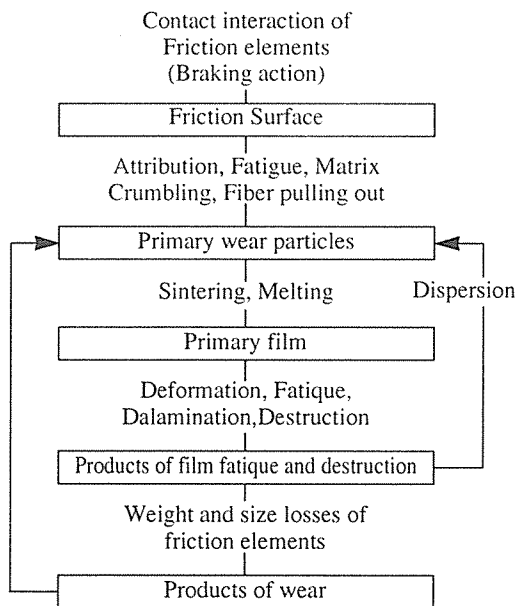 Contact interaction of
Friction elements
(Braking action)
Friction Surface
Attribution, Fatigue, Matrix
Crumbling, Fiber pulling out
Primary wear particles
Sintering, Melting
Dispersion
Primary film
Deformation, Fatique,
Dalamination,Destruction
Products of film fatique and destruction
Weight and size losses of
friction elements
Products of wear